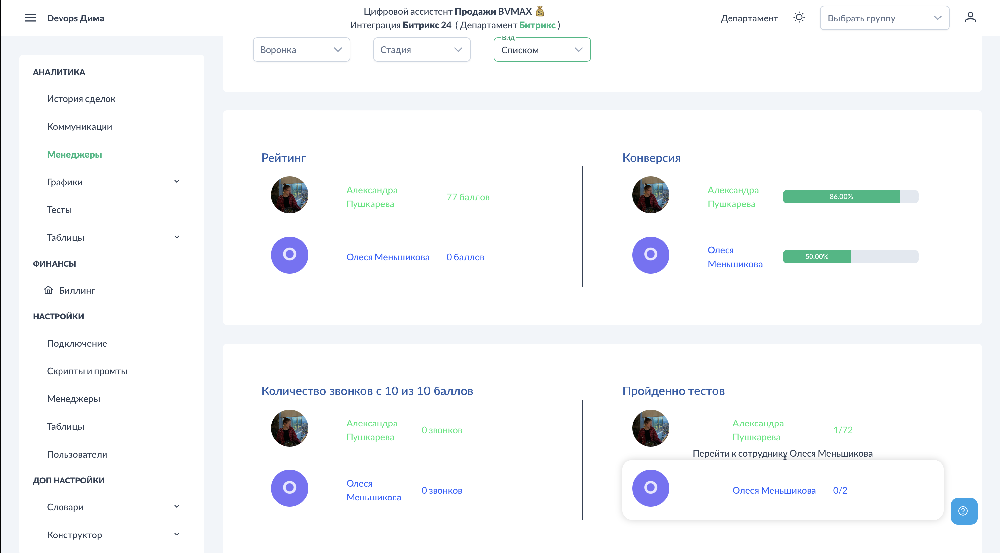 Devops Дима
Цифровой ассистент Продажи BVMAX 💰
Интеграция Битрикс 24 ( Департамент Битрикс )
Департамент
Выбрать группу
Воронка
Стадия
Вид
Списком
АНАЛИТИКА
История сделок
Коммуникации
Менеджеры
Графики
Тесты
Таблицы
ФИНАНСЫ
Биллинг
НАСТРОЙКИ
Подключение
Скрипты и промты
Менеджеры
Таблицы
Пользователи
ДОП НАСТРОЙКИ
Словари
Конструктор
Рейтинг
Александра
Пушкарева
77 баллов
О
Олеся Меньшикова
0 баллов
Конверсия
Александра
Пушкарева
86.00%
О
Олеся
Меньшикова
50.00%
Количество звонков с 10 из 10 баллов
Александра
Пушкарева
0 звонков
О
Олеся
Меньшикова
0 звонков
Пройденно тестов
Александра
Пушкарева
1/72
Перейти к сотруднику Олеся Меньшикова
О
Олеся Меньшикова
0/2